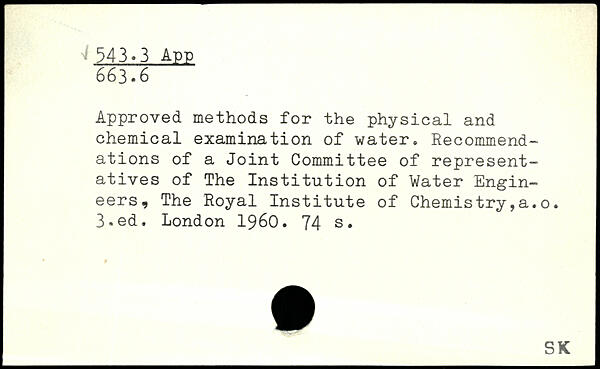 543.3 App
663.6
Approved methods for the physical and
chemical examination of water. Recommend-
ations of a Joint Committee of represent-
atives of The Institution of Water Engin-
eers, The Royal Institute of Chemistry,a.o.
3.ed. London 1960. 74 s.
SK